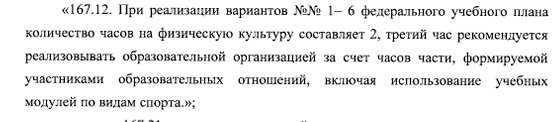 «167.12. При реализации вариантов №№ 1– 6 федерального учебного плана
количество часов на физическую культуру составляет 2, третий час рекомендуется
реализовывать образовательной организацией за счет часов части, формируемой
участниками образовательных отношений, включая использование учебных
модулей по видам спорта.»;